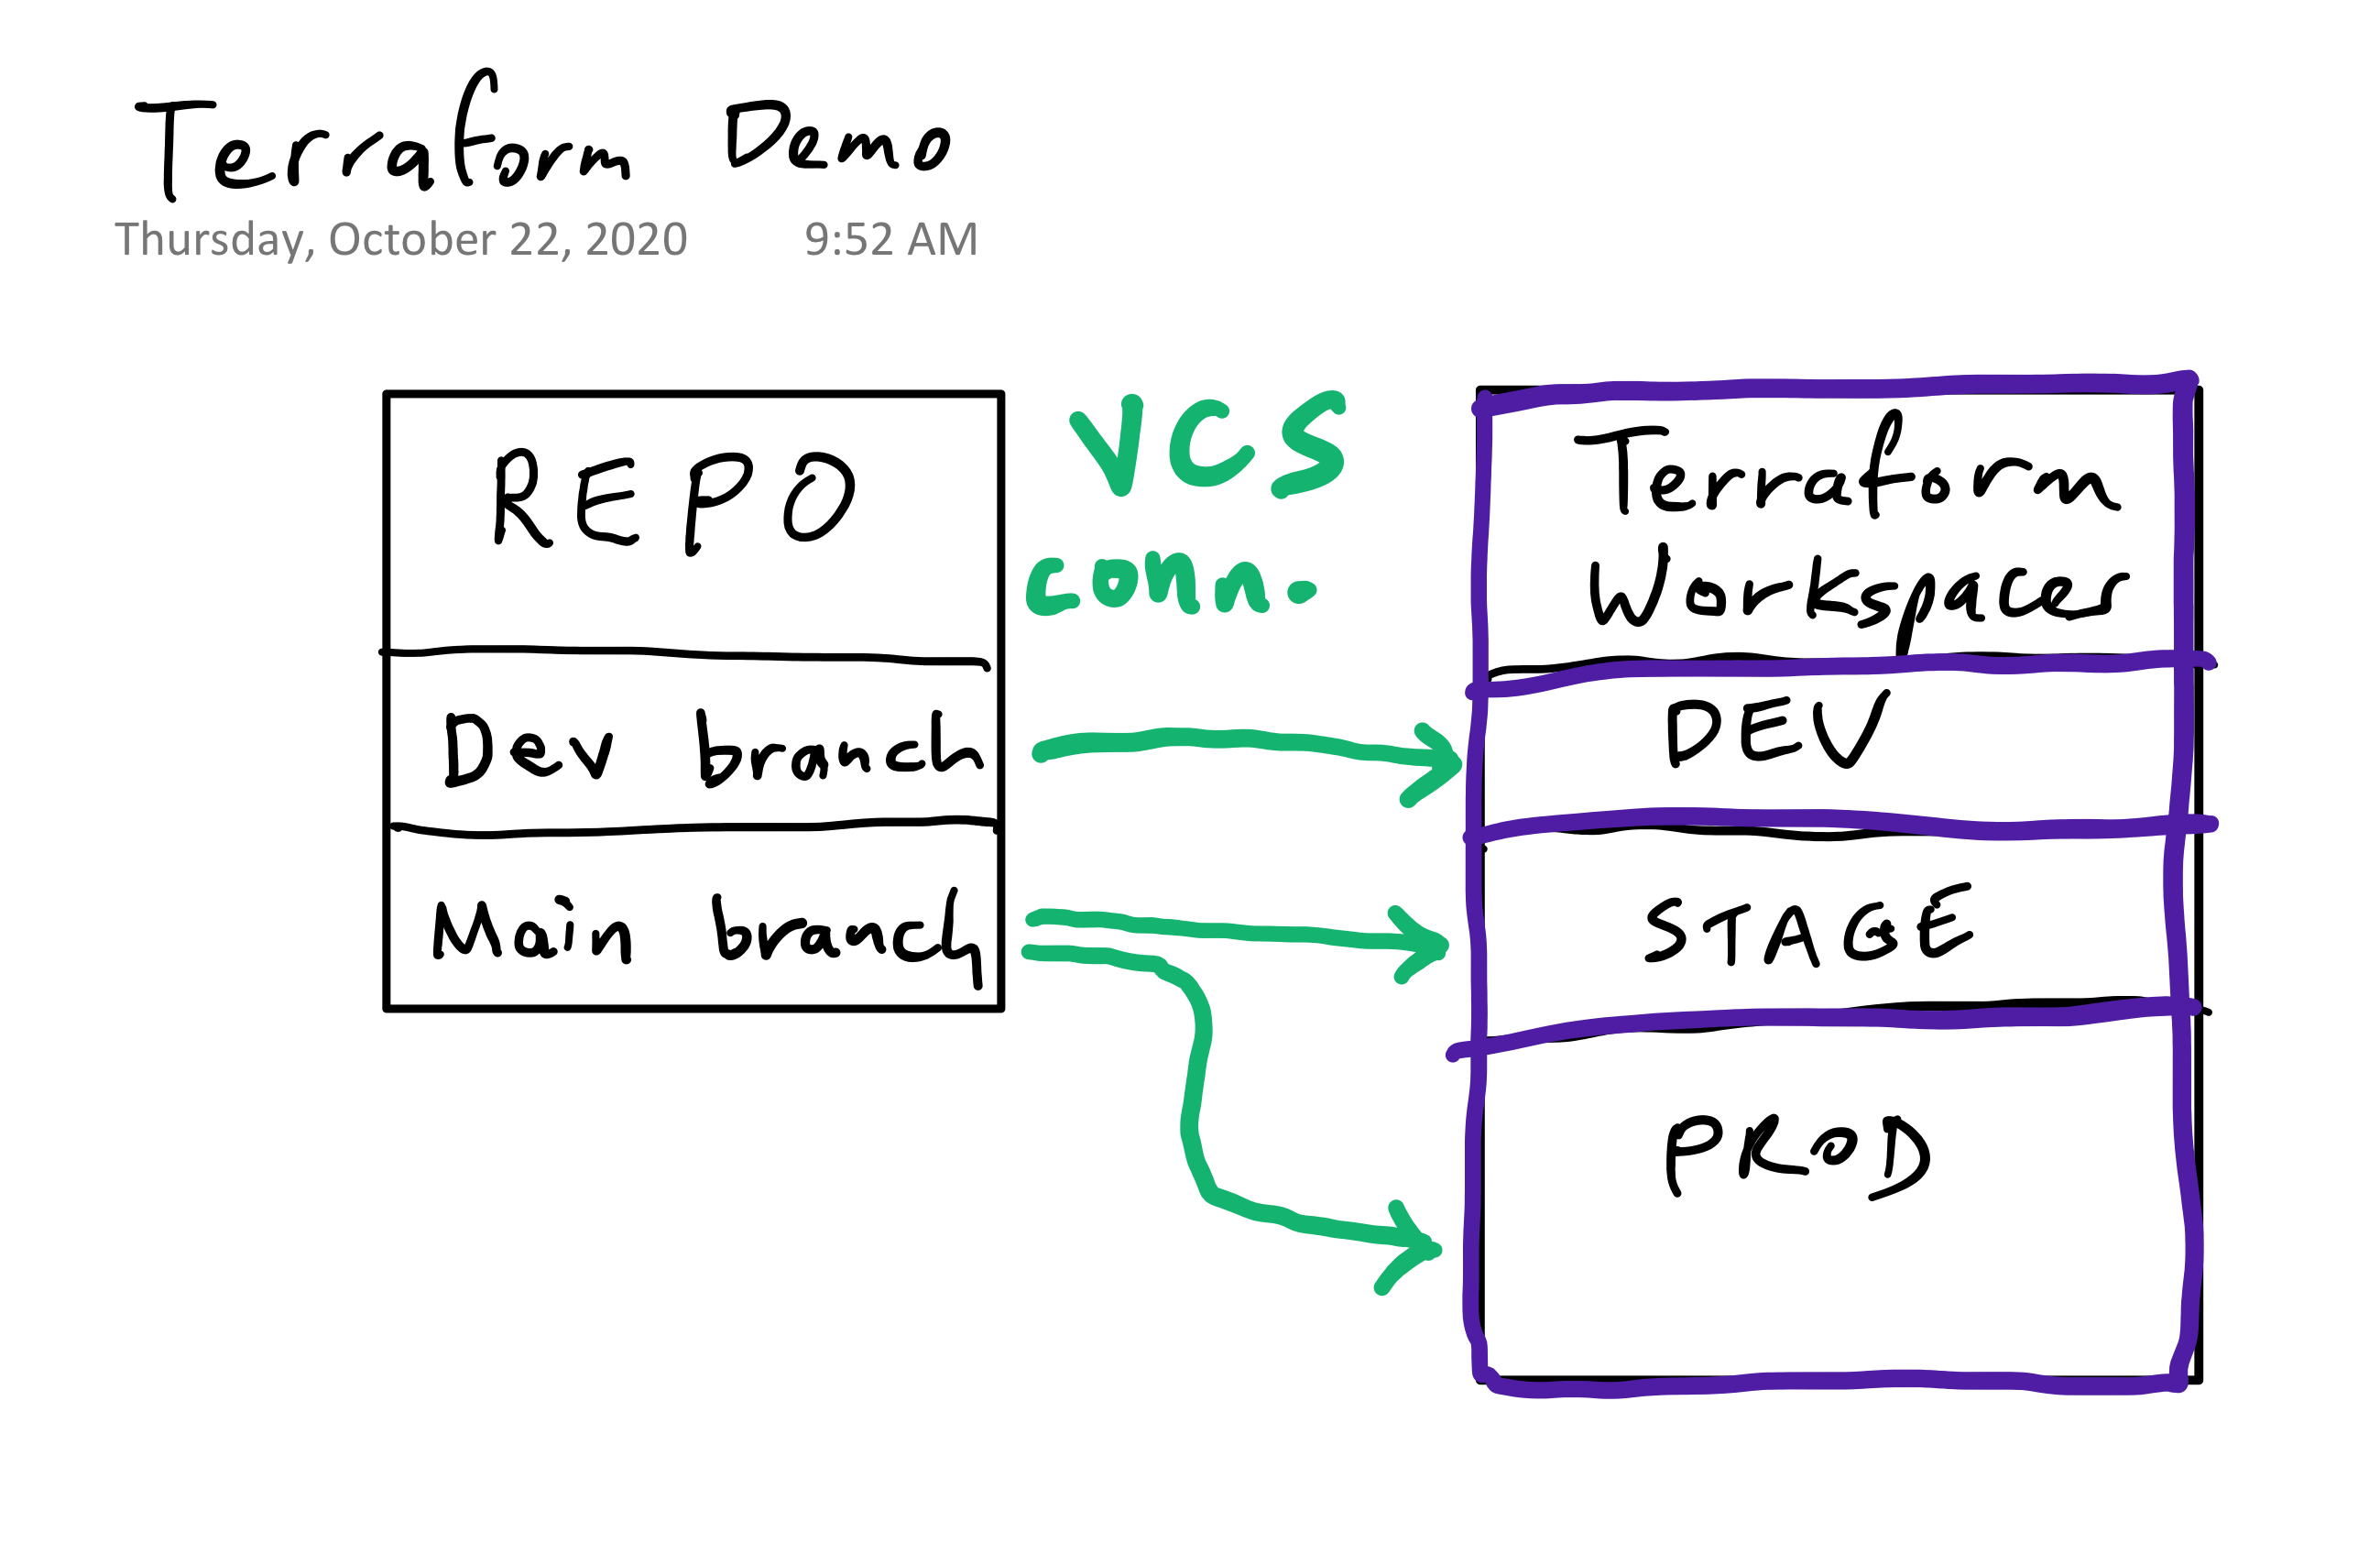 Terraform Demo
Thursday, October 22, 2020 9:52 AM
REPO
VCS
conn.
Terraform
Workspaces
Dev branch
DEV
Main branch
STAGE
PROD